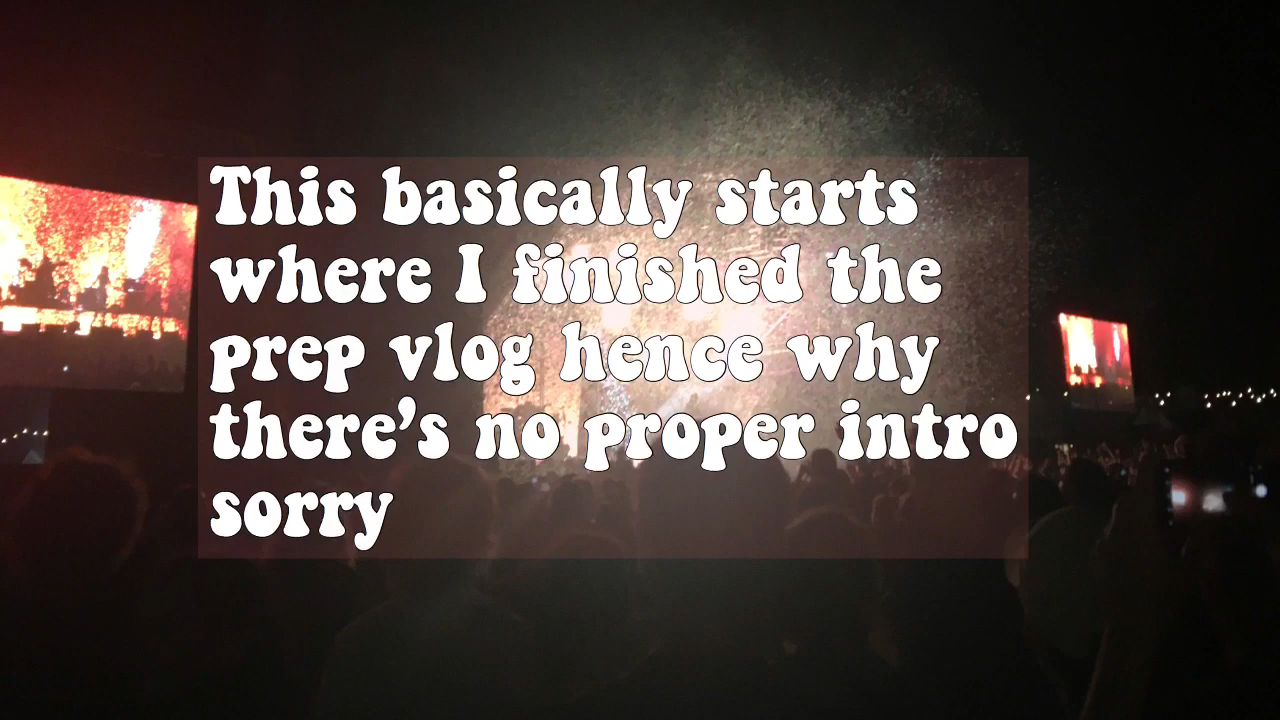 This basically starts
where I finished the
prep vlog hence why
there's no proper intro
sorry